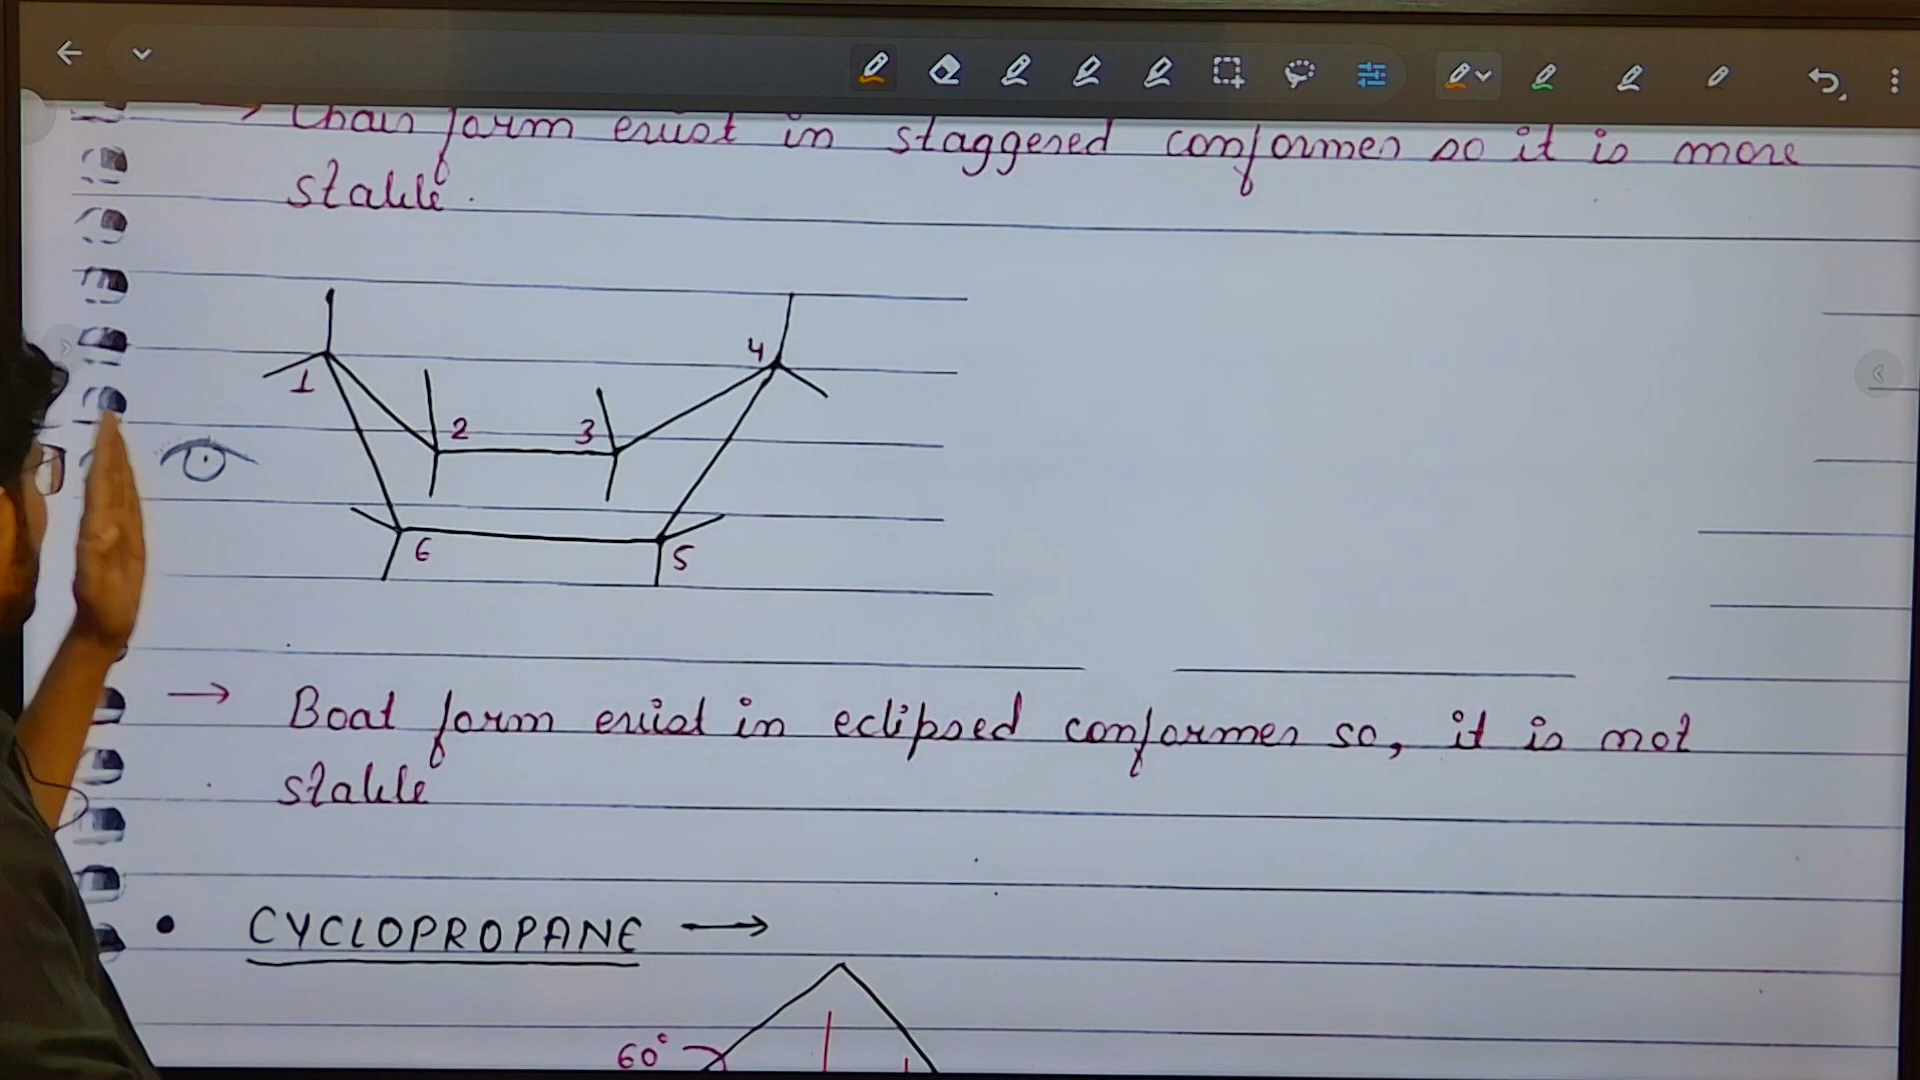 → Chair form exist in staggered conformer so it is more
stable.
1
4
2
3
6
5
→ Boat form exist in eclipsed conformer so, it is not
stable
• CYCLOPROPANE →
60°